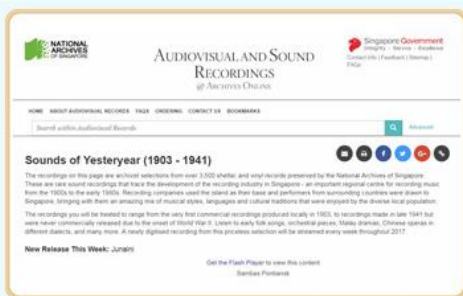 NATIONAL
ARCHIVES
OF SINGAPORE
AUDIOVISUAL AND SOUND
RECORDINGS
@ ARCHIVES ONLINE
Singapore Government
Integrity · Service · Excellence
Contact Info | Feedback | Sitemap |
FAQs
HOME ABOUT AUDIOVISUAL RECORDS FAQS ORDERING CONTACT US BOOKMARKS
Search within Audiovisual Records
Advanced
Sounds of Yesteryear (1903 - 1941)
The recordings on this page are archivist selections from over 3,500 shellac and vinyl records preserved by the National Archives of Singapore.
These are rare sound recordings that trace the development of the recording industry in Singapore - an important regional centre for recording music
from the 1900s to the early 1980s. Recording companies used the island as their base and performers from surrounding countries were drawn to
Singapore, bringing with them an amazing mix of musical styles, languages and cultural traditions that were enjoyed by the diverse local population.
The recordings you will be treated to range from the very first commercial recordings produced locally in 1903, to recordings made in late 1941 but
were never commercially released due to the onset of World War II. Listen to early folk songs, orchestral pieces, Malay dramas, Chinese operas in
different dialects, and many more. A newly digitised recording from this priceless selection will be streamed every week throughout 2017.
New Release This Week: Junaini
Get the Flash Player to view this content
Sambas Pontianak